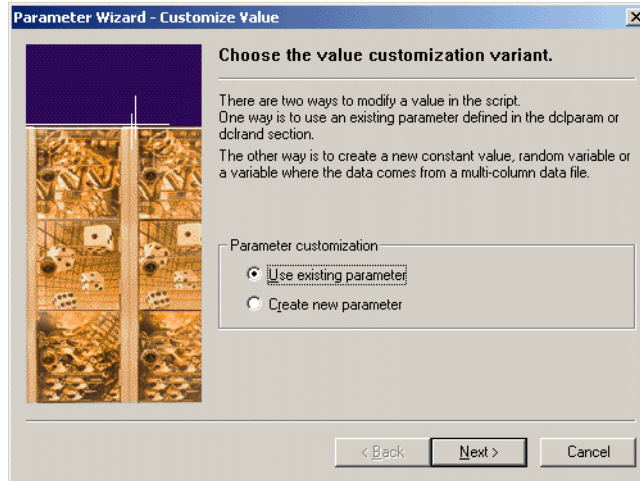 Parameter Wizard - Customize Value
Choose the value customization variant.
There are two ways to modify a value in the script.
One way is to use an existing parameter defined in the dclparam or
dclrand section.
The other way is to create a new constant value, random variable or
a variable where the data comes from a multi-column data file.
Parameter customization
Use existing parameter
Create new parameter
< Back
Next >
Cancel